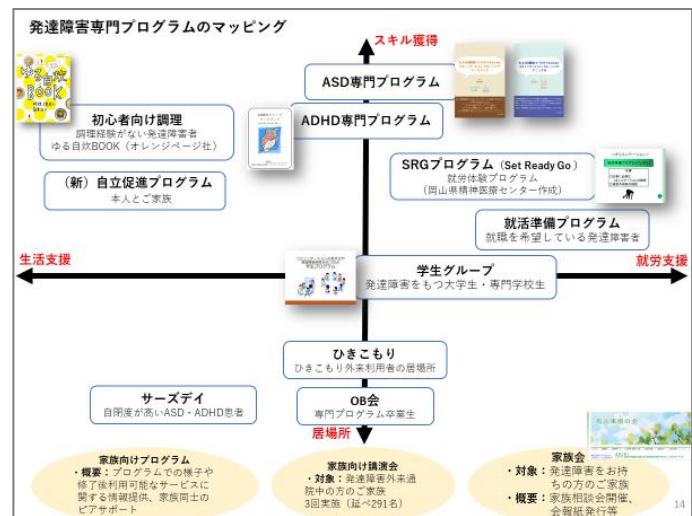 発達障害専門プログラムのマッピング
スキル獲得
ゆる自炊
BOOK
ASD専門プログラム
ADHD専門プログラム
初心者向け調理
調理経験がない発達障害者
ゆる自炊BOOK（オレンジページ社）
（新）自立促進プログラム
本人とご家族
SRGプログラム（Set Ready Go）
就労体験プログラム
（岡山県精神医療センター作成）
就活準備プログラム
就職を希望している発達障害者
生活支援
就労支援
学生グループ
発達障害をもつ大学生・専門学校生
学生プログラム
ひきこもり
ひきこもり外来利用者の居場所
サーズデイ
自閉度が高いASD・ADHD患者
OB会
専門プログラム卒業生
居場所
家族向けプログラム
・概要：プログラムでの様子や
修了後利用可能なサービスに
関する情報提供、家族同士の
ピアサポート
家族向け講演会
・対象：発達障害外来通
院中の方のご家族
3回実施（延べ291名）
家族会
・対象：発達障害をお持
ちの方のご家族
・概要：家族相談会開催、
会報紙発行等
14